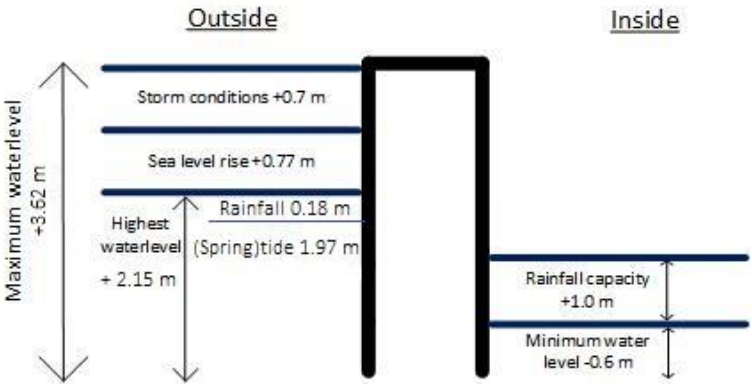 Outside
Inside
Maximum waterlevel
+3.62 m
Storm conditions +0.7 m
Sea level rise +0.77 m
Rainfall 0.18 m
Highest
waterlevel
+ 2.15 m
(Spring)tide 1.97 m
Rainfall capacity
+1.0 m
Minimum water
level -0.6 m